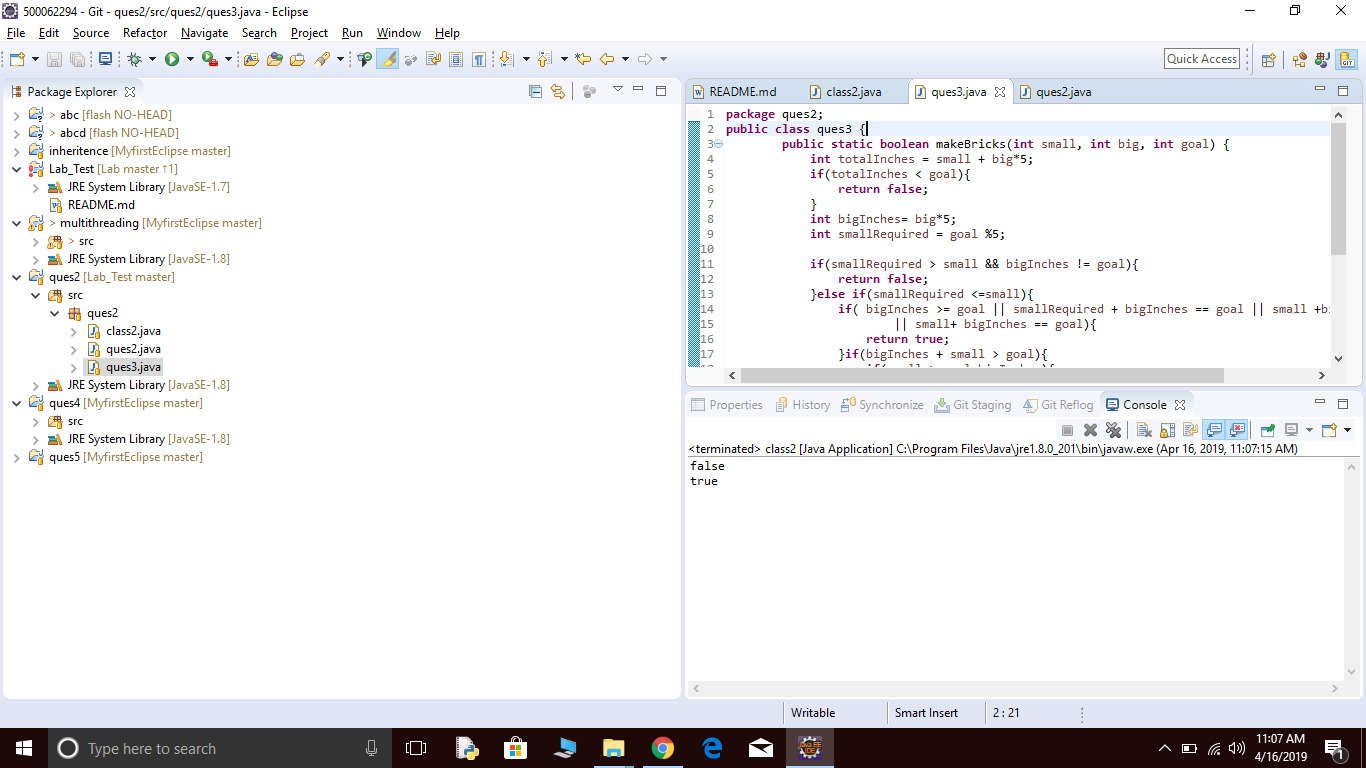 500062294 - Git - ques2/src/ques2/ques3.java - Eclipse
File Edit Source Refactor Navigate Search Project Run Window Help
Quick Access
Package Explorer
> abc [flash NO-HEAD]
> abcd [flash NO-HEAD]
inheritence [MyfirstEclipse master]
Lab_Test [Lab master ↑1]
JRE System Library [JavaSE-1.7]
README.md
> multithreading [MyfirstEclipse master]
> src
JRE System Library [JavaSE-1.8]
ques2 [Lab_Test master]
src
ques2
class2.java
ques2.java
ques3.java
JRE System Library [JavaSE-1.8]
ques4 [MyfirstEclipse master]
src
JRE System Library [JavaSE-1.8]
ques5 [MyfirstEclipse master]
README.md class2.java ques3.java ques2.java
1 package ques2;
2 public class ques3 {
3 public static boolean makeBricks(int small, int big, int goal) {
4 int totalInches = small + big*5;
5 if(totalInches < goal){
6 return false;
7 }
8 int bigInches= big*5;
9 int smallRequired = goal %5;
10
11 if(smallRequired > small && bigInches != goal){
12 return false;
13 }else if(smallRequired <=small){
14 if( bigInches >= goal || smallRequired + bigInches == goal || small +b
15 || small+ bigInches == goal){
16 return true;
17 }if(bigInches + small > goal){
Properties History Synchronize Git Staging Git Reflog Console
<terminated> class2 [Java Application] C:\Program Files\Java\jre1.8.0_201\bin\javaw.exe (Apr 16, 2019, 11:07:15 AM)
false
true
Writable Smart Insert 2 : 21
Type here to search
11:07 AM
4/16/2019
1